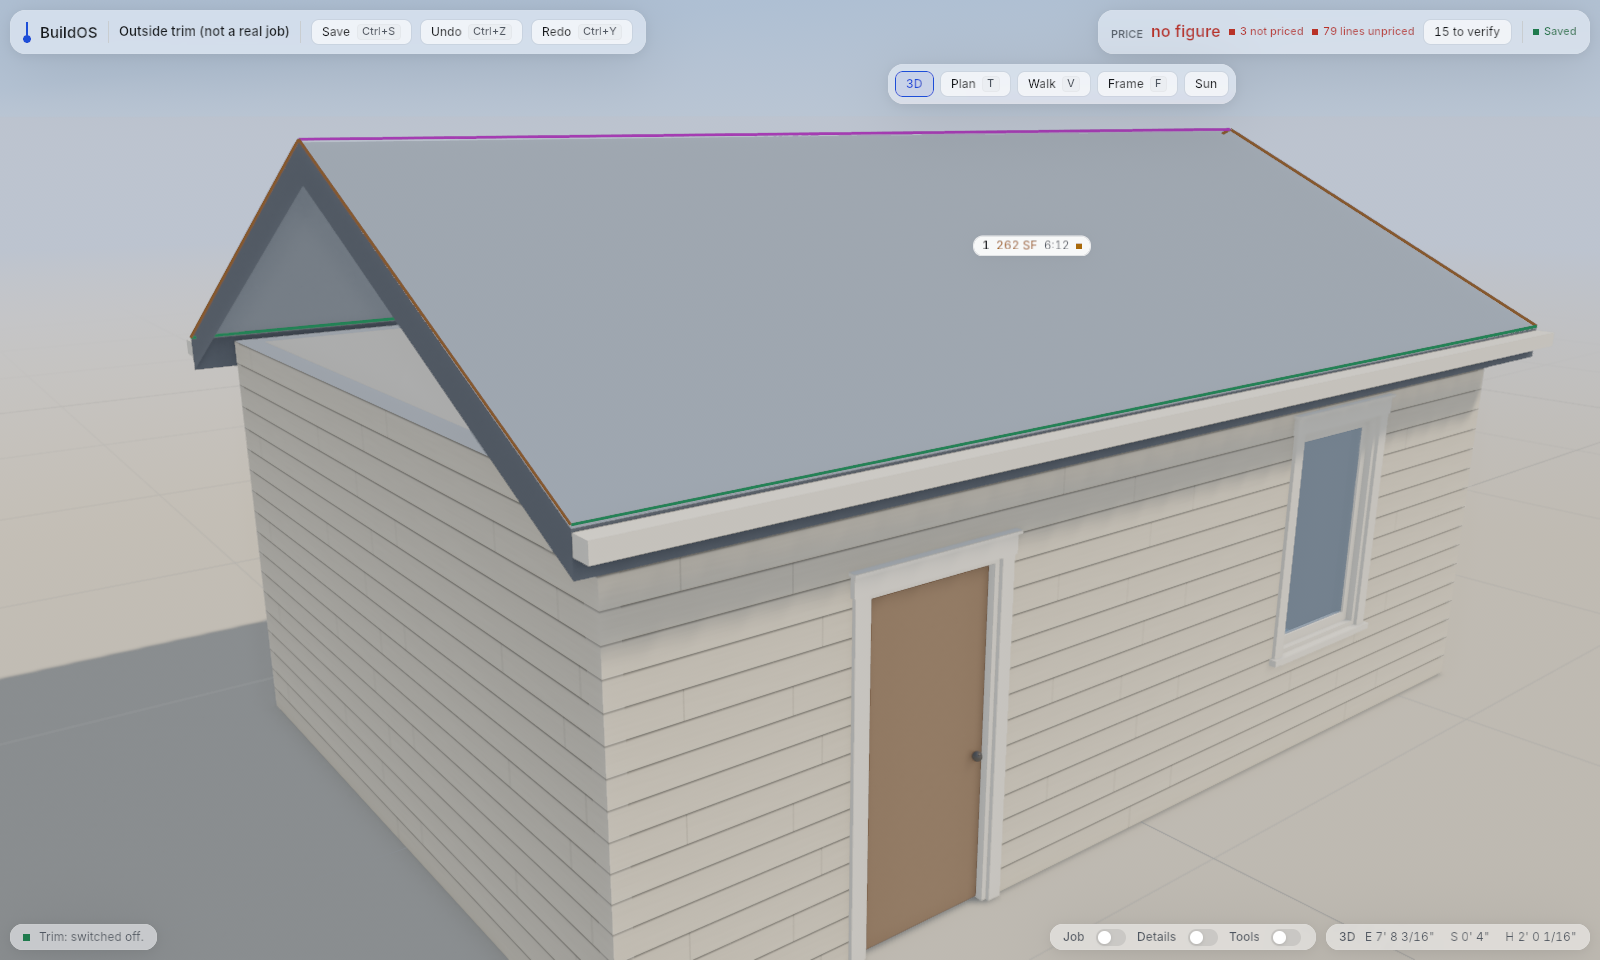 BuildOS
Outside trim (not a real job)
Save Ctrl+S
Undo Ctrl+Z
Redo Ctrl+Y
PRICE no figure
3 not priced
79 lines unpriced
15 to verify
Saved
3D
Plan T
Walk V
Frame F
Sun
1 262 SF 6:12
Trim: switched off.
Job
Details
Tools
3D E 7' 8 3/16" S 0' 4" H 2' 0 1/16"